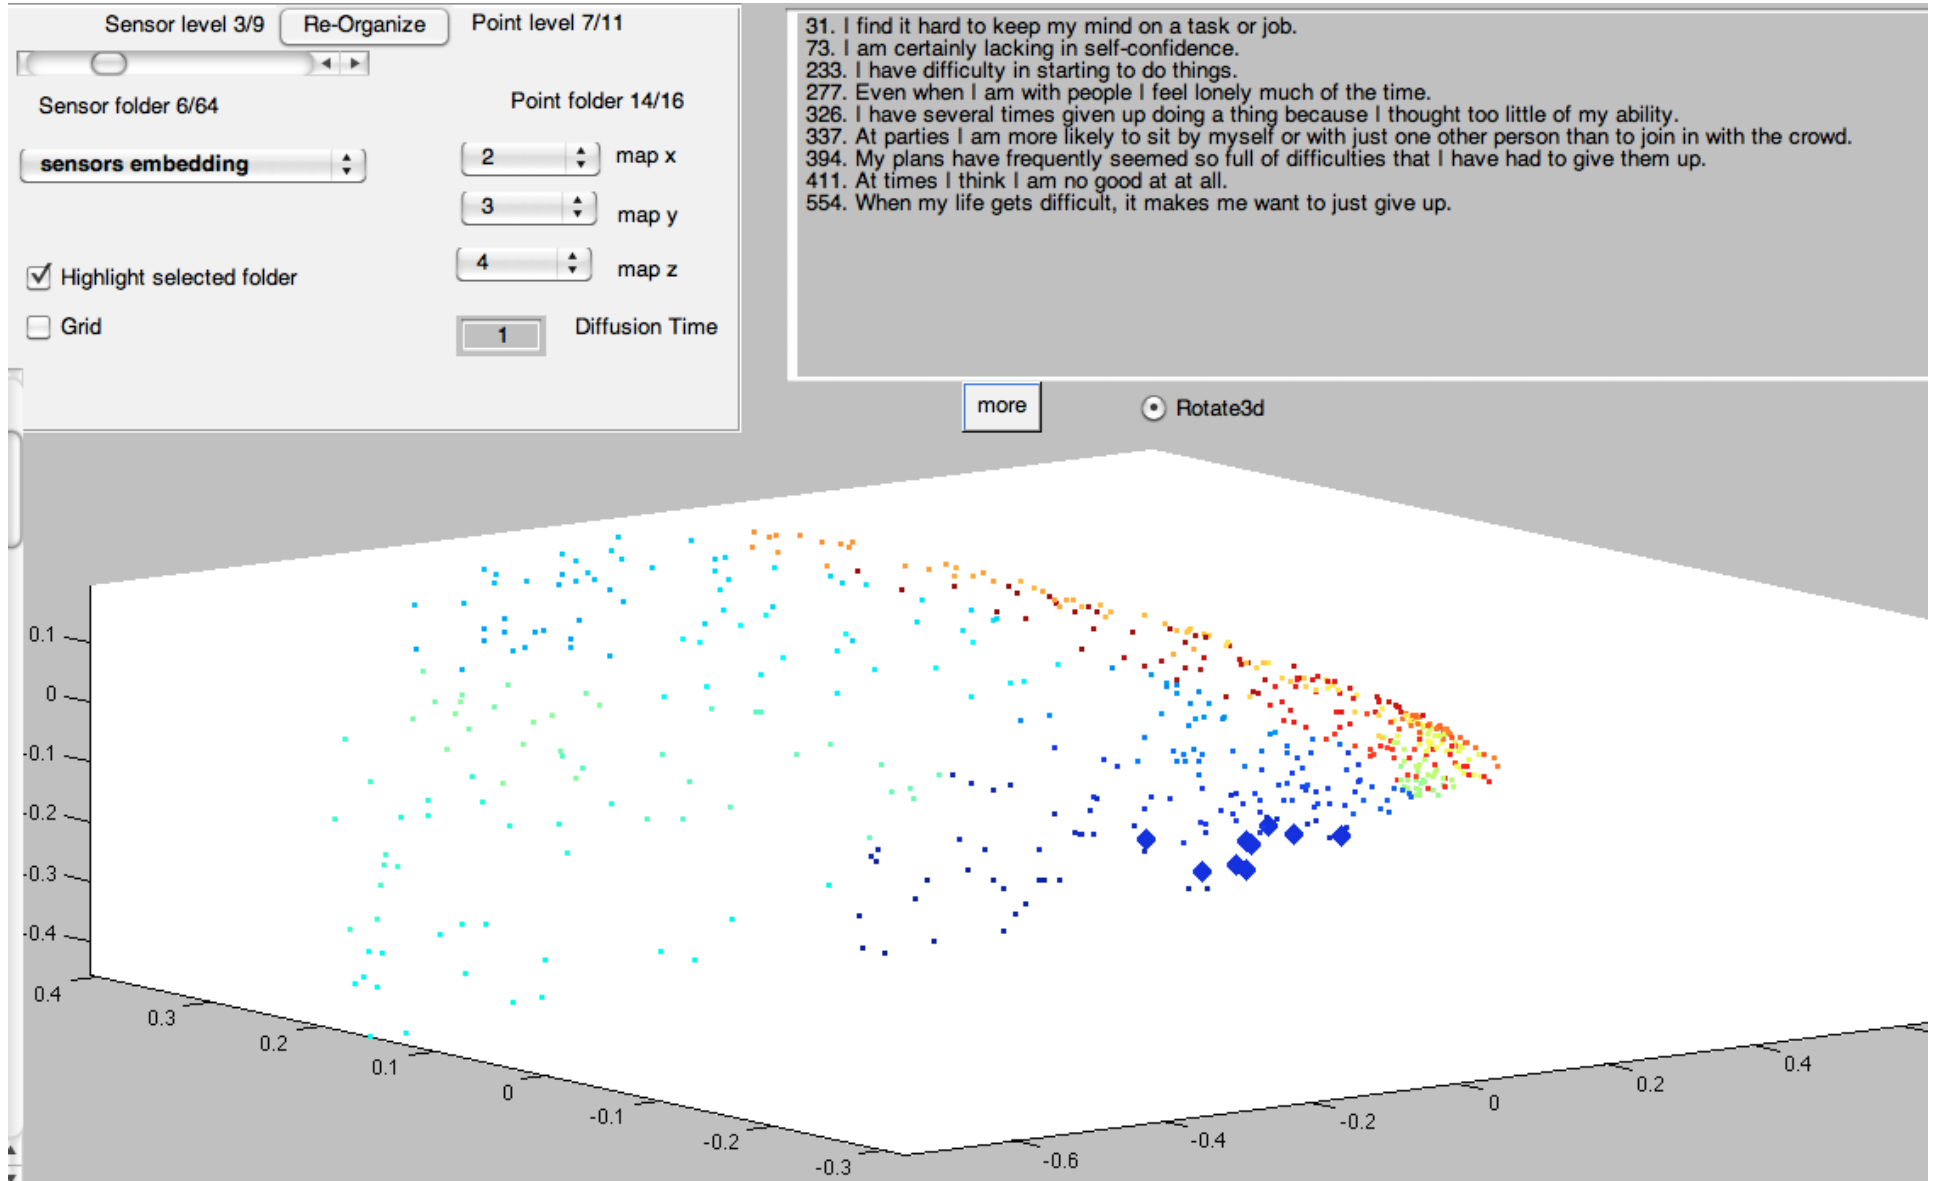 Sensor level 3/9
Re-Organize
Point level 7/11
Sensor folder 6/64
Point folder 14/16
sensors embedding
2
map x
3
map y
4
map z
Highlight selected folder
Grid
1
Diffusion Time
31. I find it hard to keep my mind on a task or job.
73. I am certainly lacking in self-confidence.
233. I have difficulty in starting to do things.
277. Even when I am with people I feel lonely much of the time.
326. I have several times given up doing a thing because I thought too little of my ability.
337. At parties I am more likely to sit by myself or with just one other person than to join in with the crowd.
394. My plans have frequently seemed so full of difficulties that I have had to give them up.
411. At times I think I am no good at at all.
554. When my life gets difficult, it makes me want to just give up.
more
Rotate3d
0.1
0
-0.1
-0.2
-0.3
-0.4
0.4
0.3
0.2
0.1
0
-0.1
-0.2
-0.3
-0.6
-0.4
-0.2
0
0.2
0.4